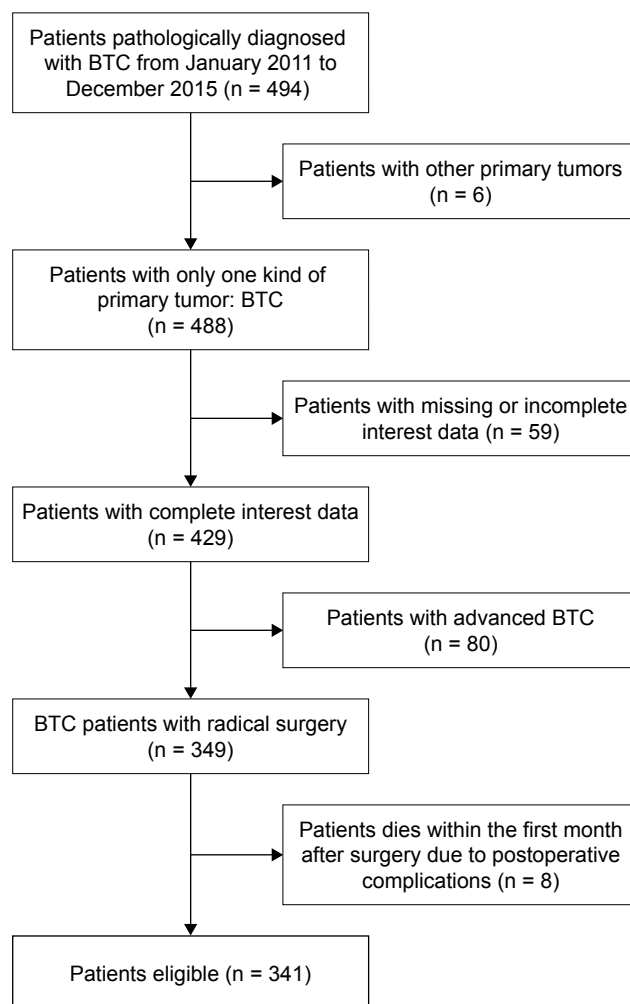 Patients pathologically diagnosed
with BTC from January 2011 to
December 2015 (n = 494)
Patients with other primary tumors
(n = 6)
Patients with only one kind of
primary tumor: BTC
(n = 488)
Patients with missing or incomplete
interest data (n = 59)
Patients with complete interest data
(n = 429)
Patients with advanced BTC
(n = 80)
BTC patients with radical surgery
(n = 349)
Patients dies within the first month
after surgery due to postoperative
complications (n = 8)
Patients eligible (n = 341)